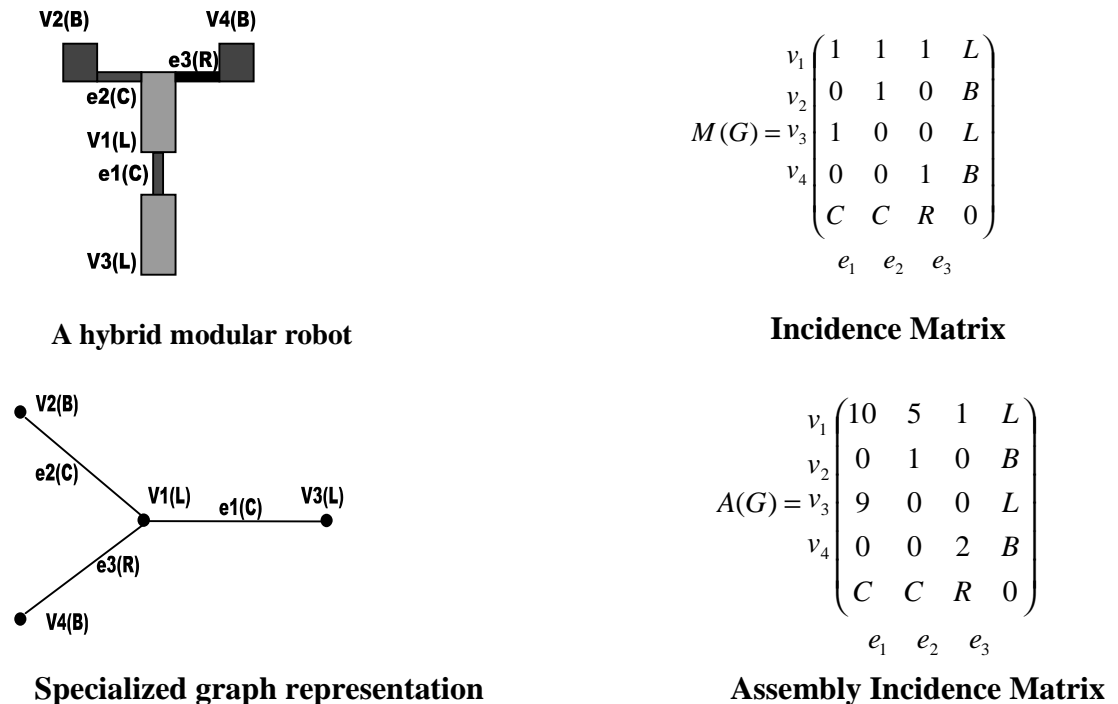 V2(B) V4(B)
e3(R)
e2(C)
V1(L)
e1(C)
V3(L)
A hybrid modular robot
v1 1 1 1 L
v2 0 1 0 B
M(G) = v3 1 0 0 L
v4 0 0 1 B
C C R 0
e1 e2 e3
Incidence Matrix
V2(B)
e2(C)
V1(L) e1(C) V3(L)
e3(R)
V4(B)
Specialized graph representation
v1 10 5 1 L
v2 0 1 0 B
A(G) = v3 9 0 0 L
v4 0 0 2 B
C C R 0
e1 e2 e3
Assembly Incidence Matrix